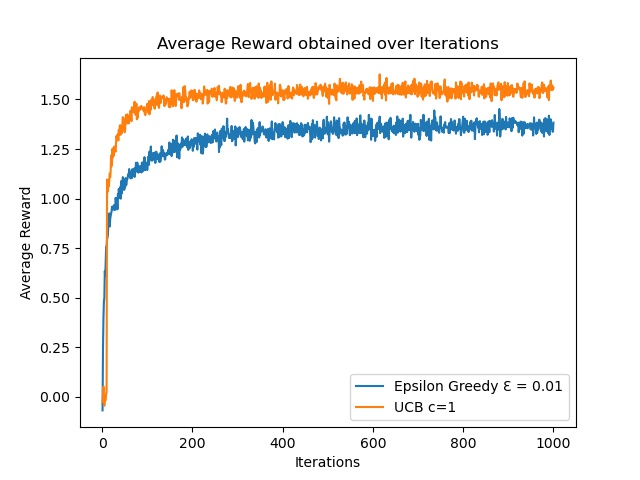 Average Reward obtained over Iterations
Average Reward
1.50
1.25
1.00
0.75
0.50
0.25
0.00
0 200 400 600 800 1000
Iterations
Epsilon Greedy Ɛ = 0.01
UCB c=1